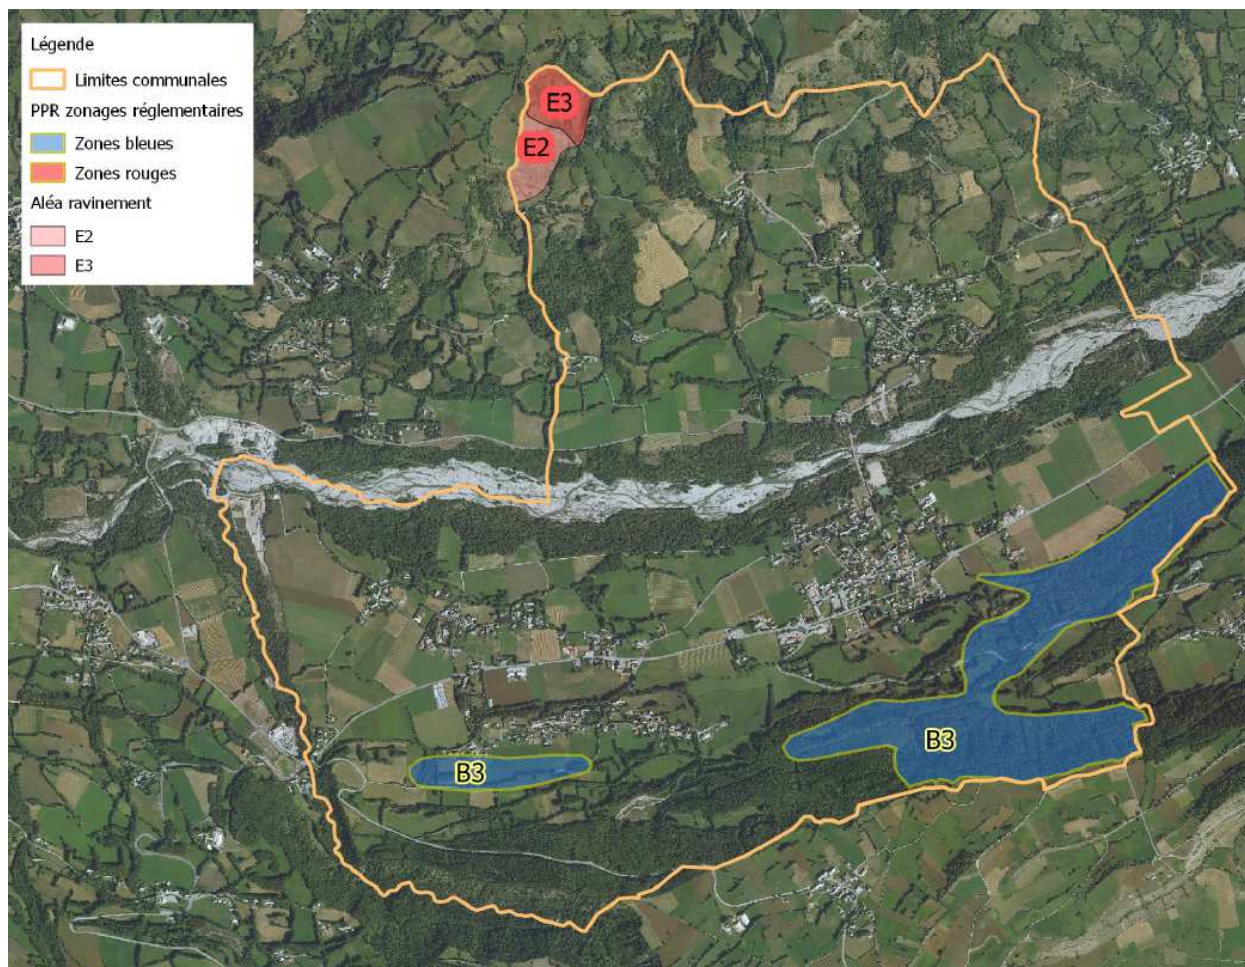 Légende
Limites communales
PPR zonages réglementaires
Zones bleues
Zones rouges
Aléa ravinement
E2
E3
E3
E2
B3
B3